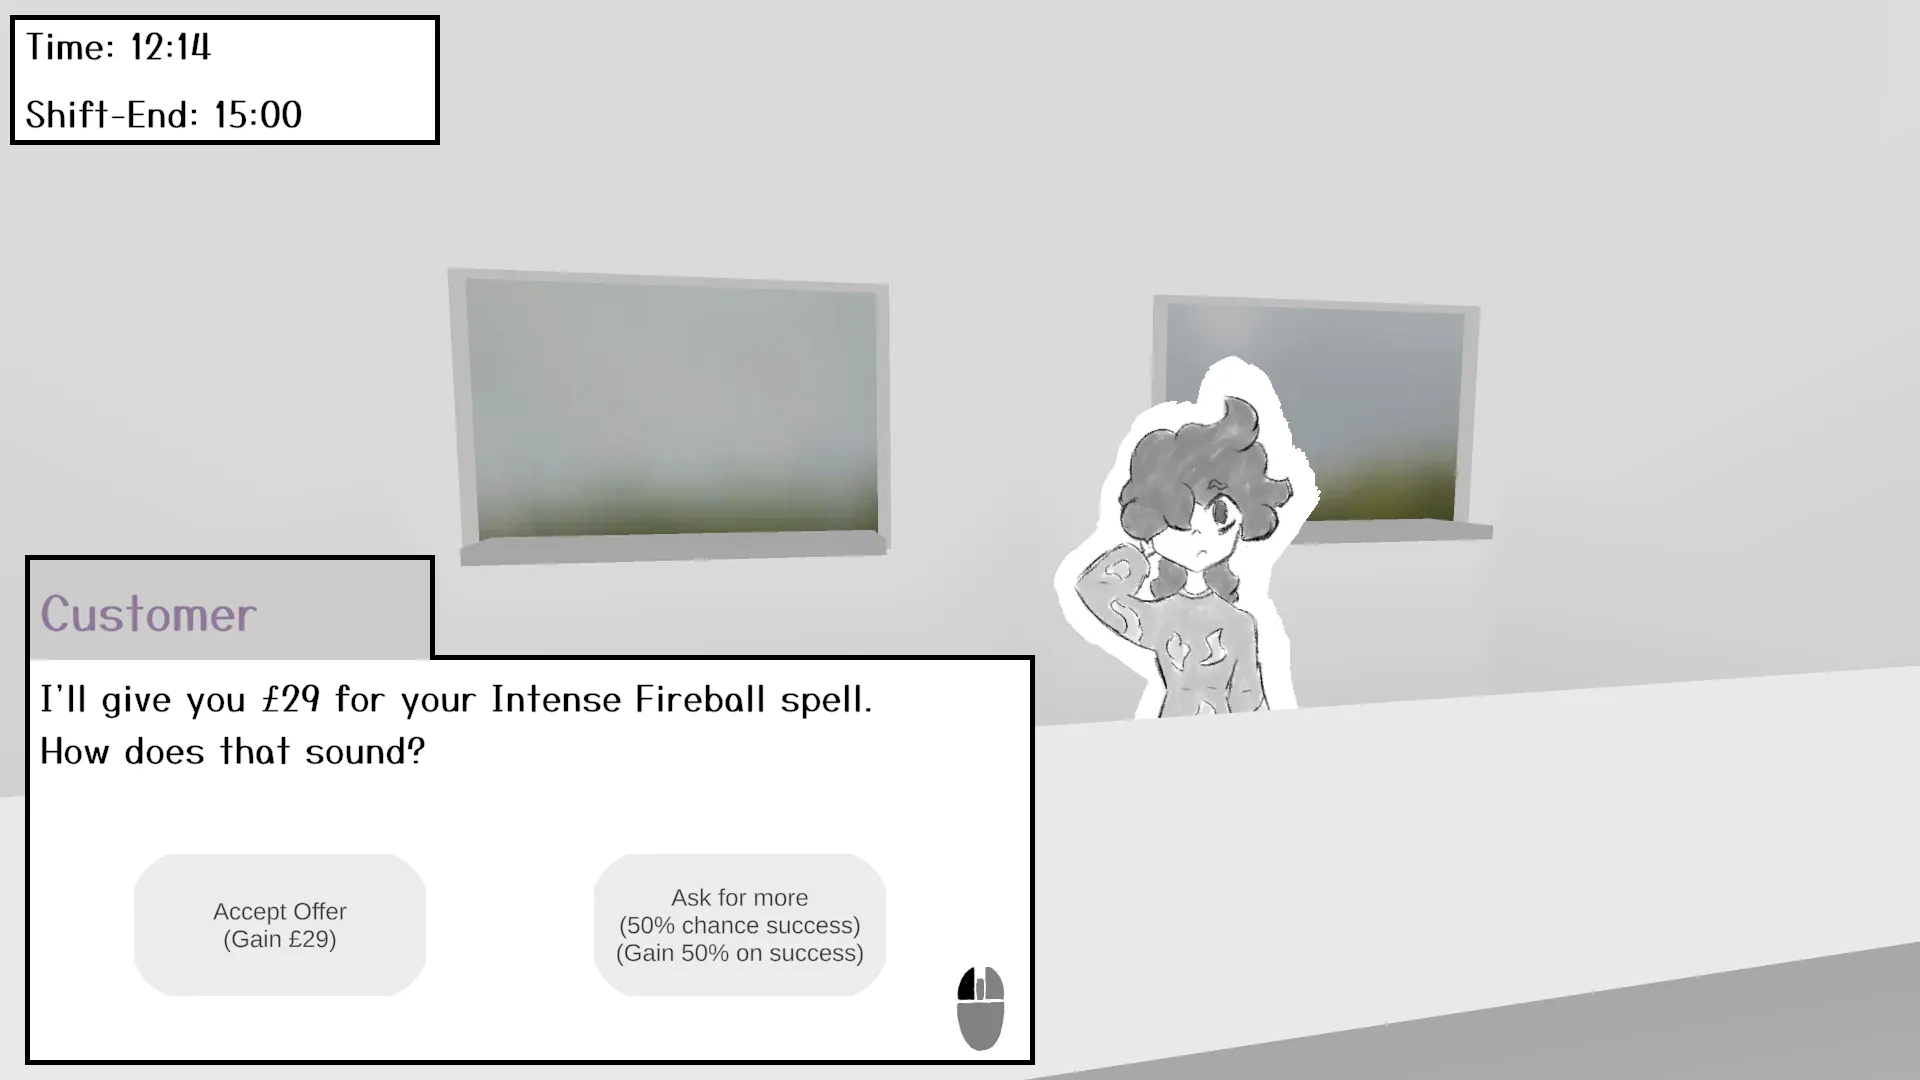 Time: 12:14
Shift-End: 15:00
Customer
I'll give you £29 for your Intense Fireball spell.
How does that sound?
Accept Offer
(Gain £29)
Ask for more
(50% chance success)
(Gain 50% on success)